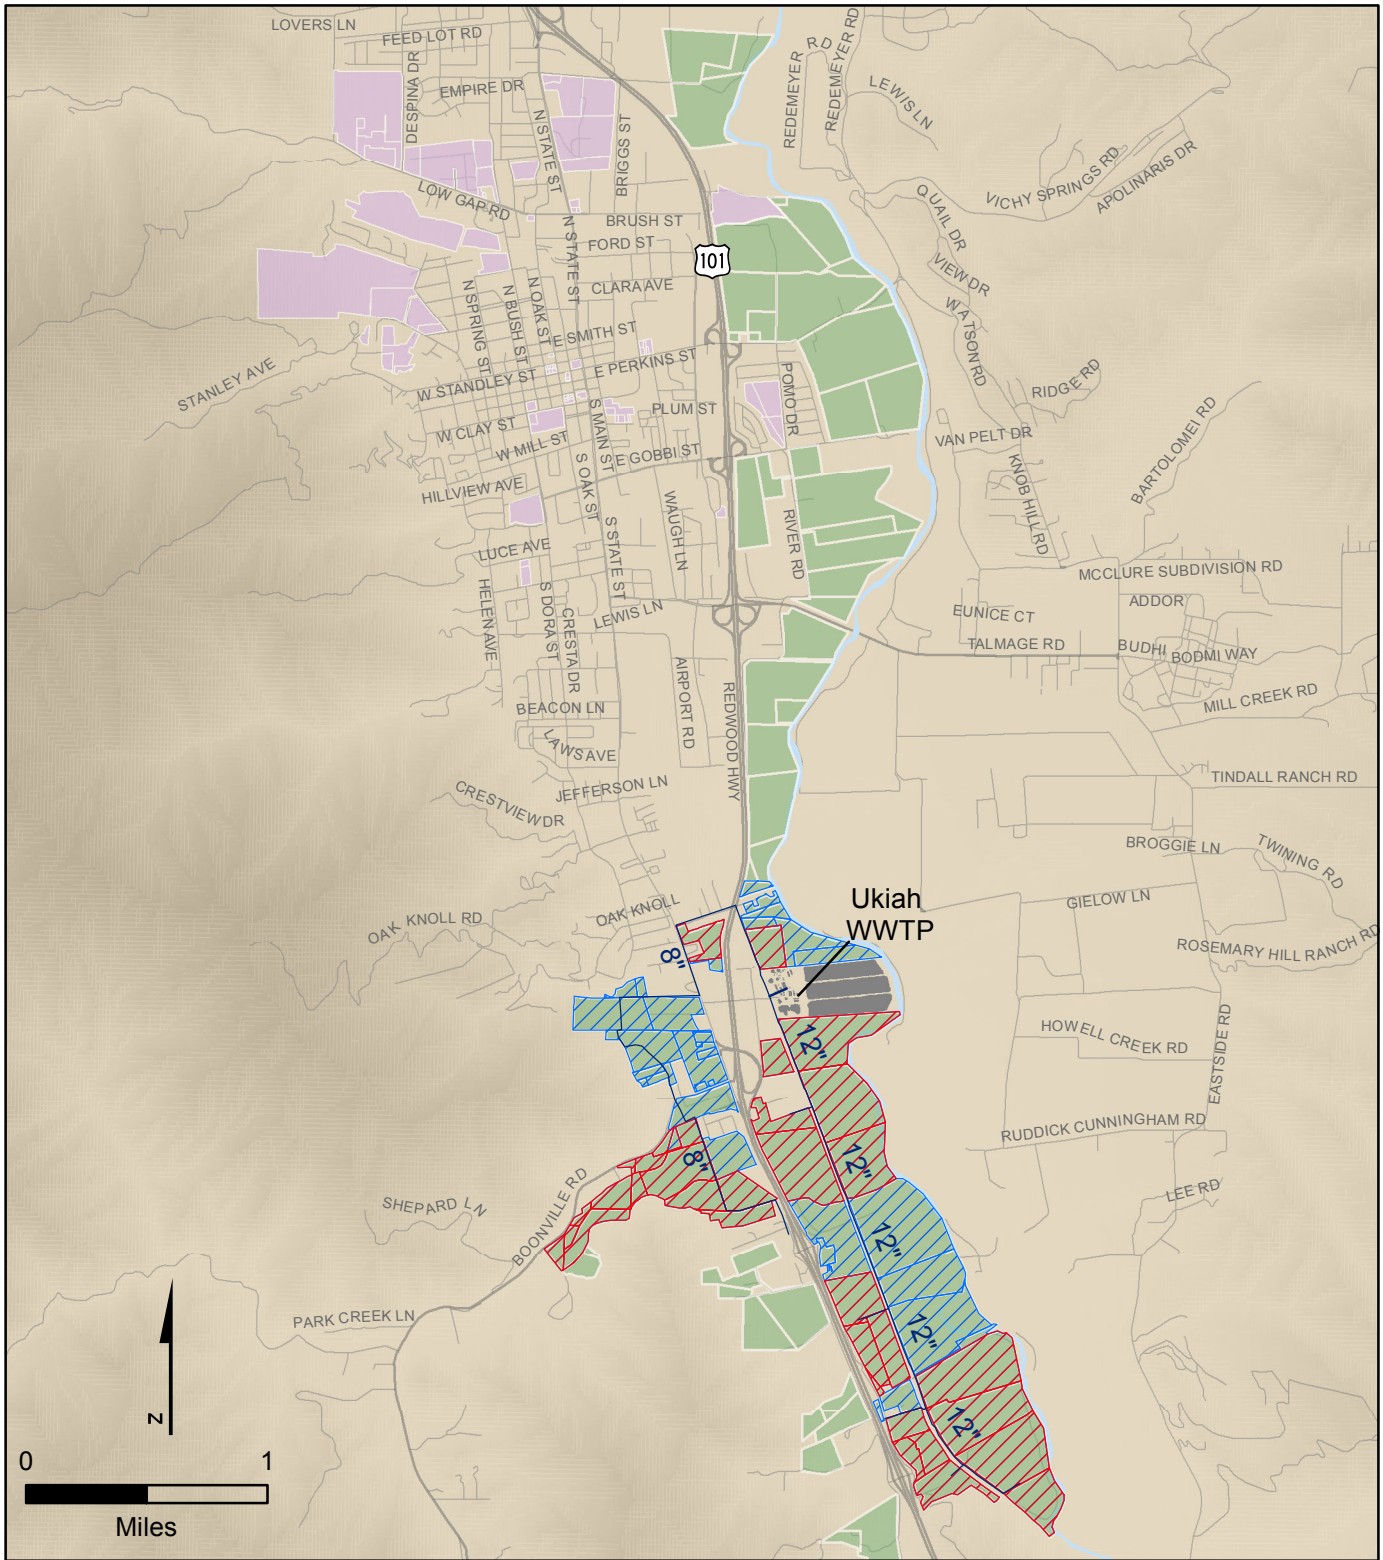 LOVERS LN
FEED LOT RD
DESPINA DR
EMPIRE DR
N STATE ST
BRIGGS ST
REDEMEYER RD
REDEMEYER RD
LEWIS LN
VICHY SPRINGS RD
APOLINARIS DR
LOW GAP RD
BRUSH ST
N STATE ST
FORD ST
QUAIL DR
101
VIEW DR
CLARA AVE
N SPRING ST
N BUSH ST
N OAK ST
E SMITH ST
WATSON RD
STANLEY AVE
W STANDLEY ST
E PERKINS ST
POMO DR
RIDGE RD
PLUM ST
S MAIN ST
W CLAY ST
W MILL ST
E GOBBI ST
VAN PELT DR
BARTOLOMEI RD
KNOB HILL RD
HILLVIEW AVE
S OAK ST
WAUGH LN
RIVER RD
S STATE ST
LUCE AVE
MCCLURE SUBDIVISION RD
HELEN AVE
S DORA ST
CRESTA DR
LEWIS LN
EUNICE CT
ADDOR
TALMAGE RD
BUDHI
BODMI WAY
AIRPORT RD
REDWOOD HWY
MILL CREEK RD
BEACON LN
LAWS AVE
TINDALL RANCH RD
JEFFERSON LN
CRESTVIEW DR
BROGGIE LN
TWINING RD
GIELOW LN
Ukiah
WWTP
OAK KNOLL
OAK KNOLL RD
ROSEMARY HILL RANCH RD
8"
12"
HOWELL CREEK RD
EASTSIDE RD
RUDDICK CUNNINGHAM RD
8"
12"
LEE RD
SHEPARD LN
BOONVILLE RD
12"
PARK CREEK LN
12"
12"
N
0
1
Miles